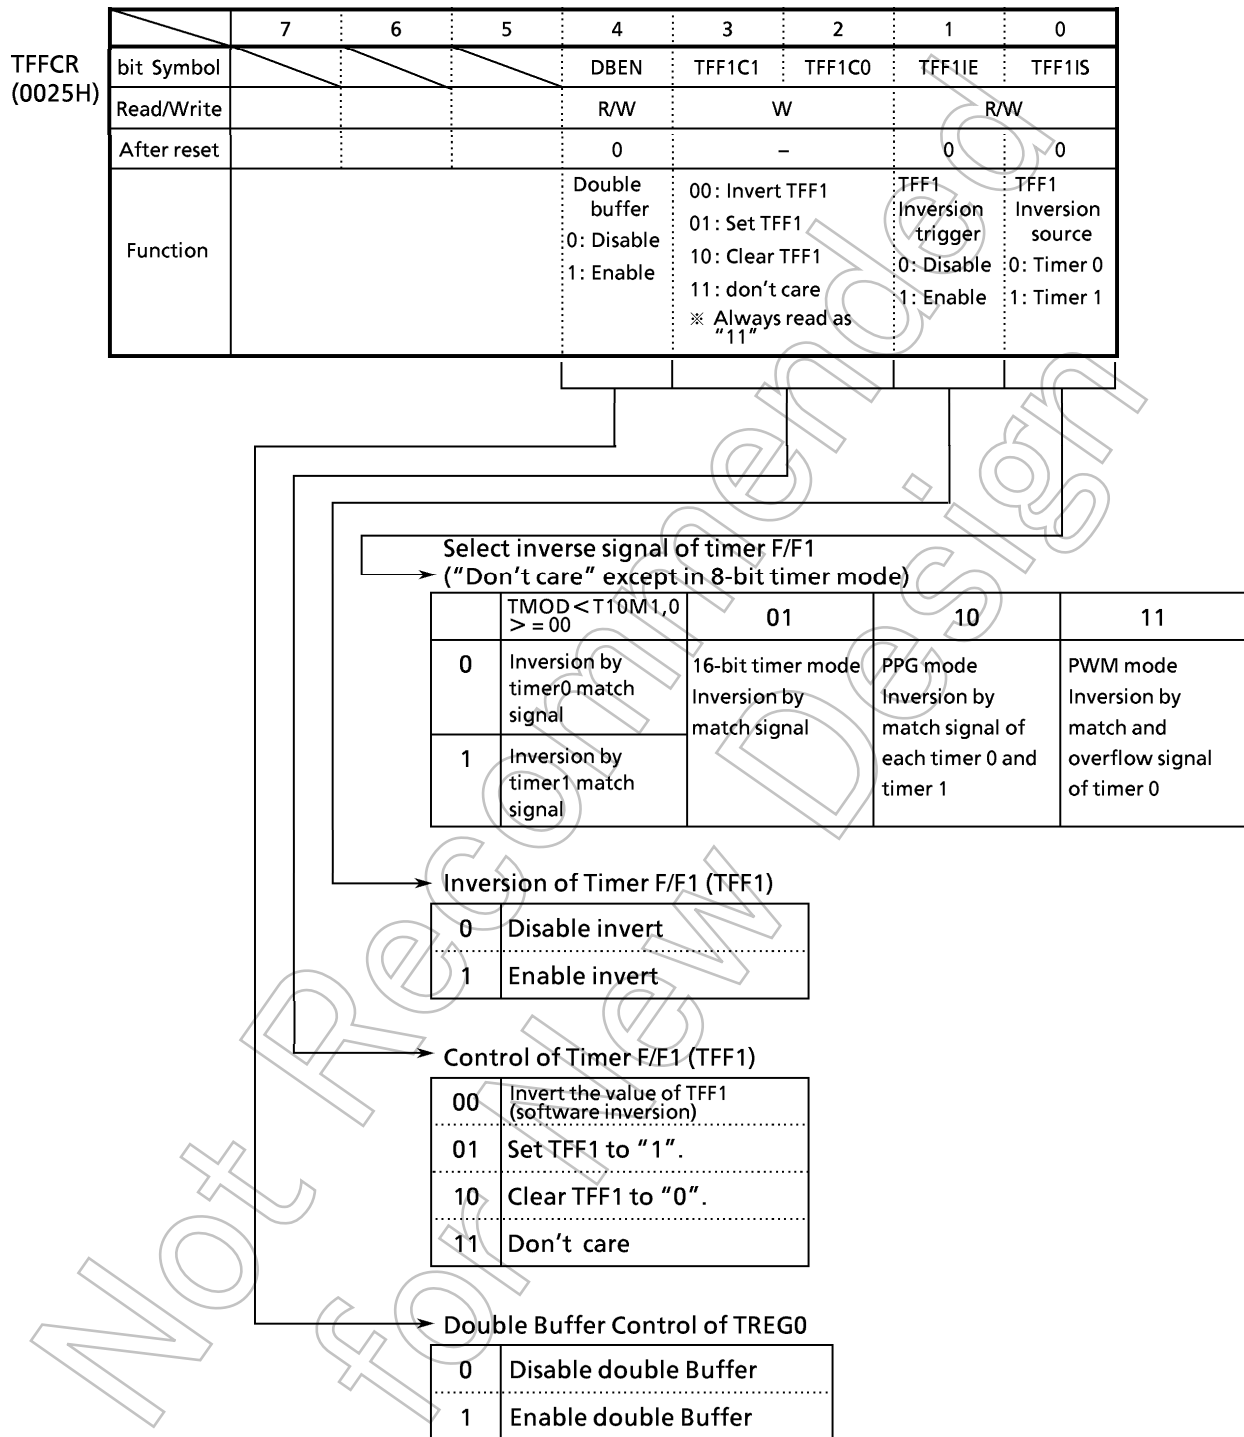 7 6 5 4 3 2 1 0
TFFCR
(0025H)
bit Symbol DBEN TFF1C1 TFF1C0 TFF1IE TFF1IS
Read/Write R/W W R/W
After reset 0 – 0 0
Function
Double
buffer
0: Disable
1: Enable
00: Invert TFF1
01: Set TFF1
10: Clear TFF1
11: don't care
※ Always read as
“11”
TFF1
Inversion
trigger
0: Disable
1: Enable
TFF1
Inversion
source
0: Timer 0
1: Timer 1
Select inverse signal of timer F/F1
(“Don't care” except in 8-bit timer mode)
TMOD<T10M1,0
>=00
01
10
11
0
Inversion by
timer0 match
signal
1
Inversion by
timer1 match
signal
16-bit timer mode
Inversion by
match signal
PPG mode
Inversion by
match signal of
each timer 0 and
timer 1
PWM mode
Inversion by
match and
overflow signal
of timer 0
Inversion of Timer F/F1 (TFF1)
0 Disable invert
1 Enable invert
Control of Timer F/F1 (TFF1)
00 Invert the value of TFF1
(software inversion)
01 Set TFF1 to “1”.
10 Clear TFF1 to “0”.
11 Don't care
Double Buffer Control of TREG0
0 Disable double Buffer
1 Enable double Buffer
Not Recommended
for New Design